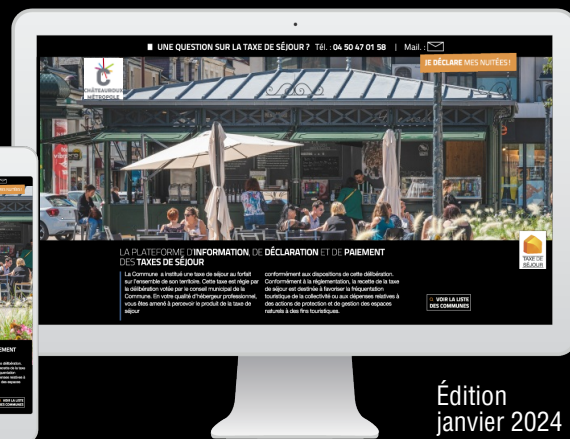 UNE QUESTION SUR LA TAXE DE SÉJOUR ? Tél. : 04 50 47 01 58 | Mail. :
JE DÉCLARE MES NUITÉES !
CHÂTEAUROUX
MÉTROPOLE
LA PLATEFORME D'INFORMATION, DE DÉCLARATION ET DE PAIEMENT
DES TAXES DE SÉJOUR
La Commune a institué une taxe de séjour au forfait
sur l'ensemble de son territoire. Cette taxe est régie par
la délibération votée par le conseil municipal de la
Commune. En votre qualité d'hébergeur professionnel,
vous êtes amené à percevoir le produit de la taxe de
séjour
conformément aux dispositions de cette délibération.
Conformément à la réglementation, la recette de la taxe
de séjour est destinée à favoriser la fréquentation
touristique de la collectivité ou aux dépenses relatives à
des actions de protection et de gestion des espaces
naturels à des fins touristiques.
TAXE DE
SÉJOUR
VOIR LA LISTE
DES COMMUNES
EMENT
VOIR LA LISTE
DES COMMUNES
Édition
janvier 2024